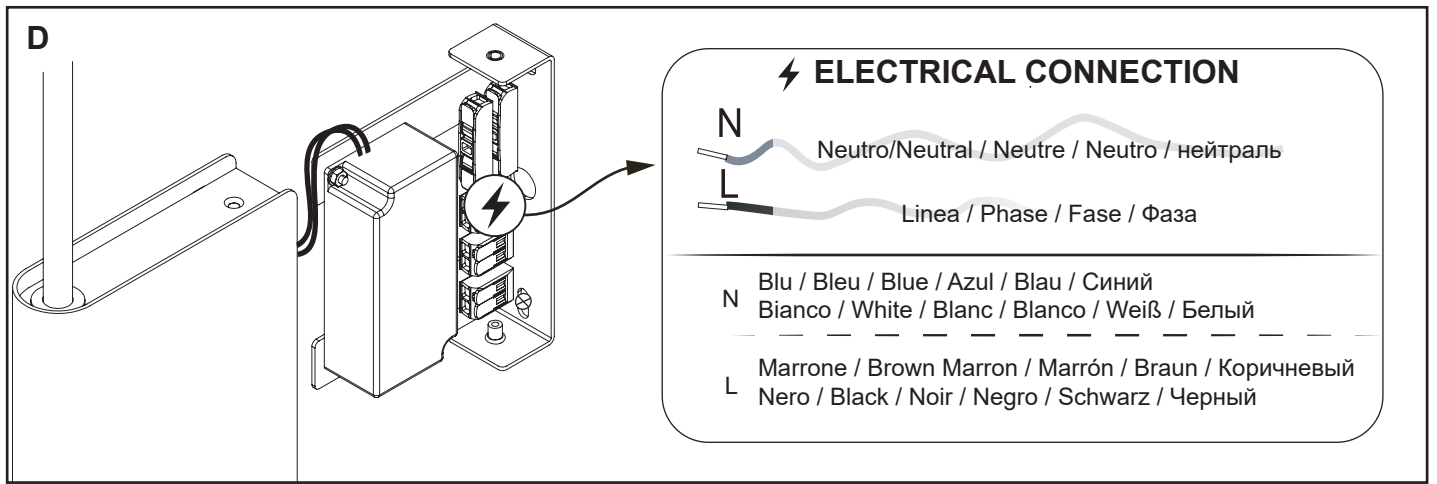 D
ELECTRICAL CONNECTION
N
Neutro/Neutral / Neutre / Neutro / нейтраль
L
Linea / Phase / Fase / Фаза
N
Blu / Bleu / Blue / Azul / Blau / Синий
Bianco / White / Blanc / Blanco / Weiß / Белый
L
Marrone / Brown Marron / Marrón / Braun / Коричневый
Nero / Black / Noir / Negro / Schwarz / Черный